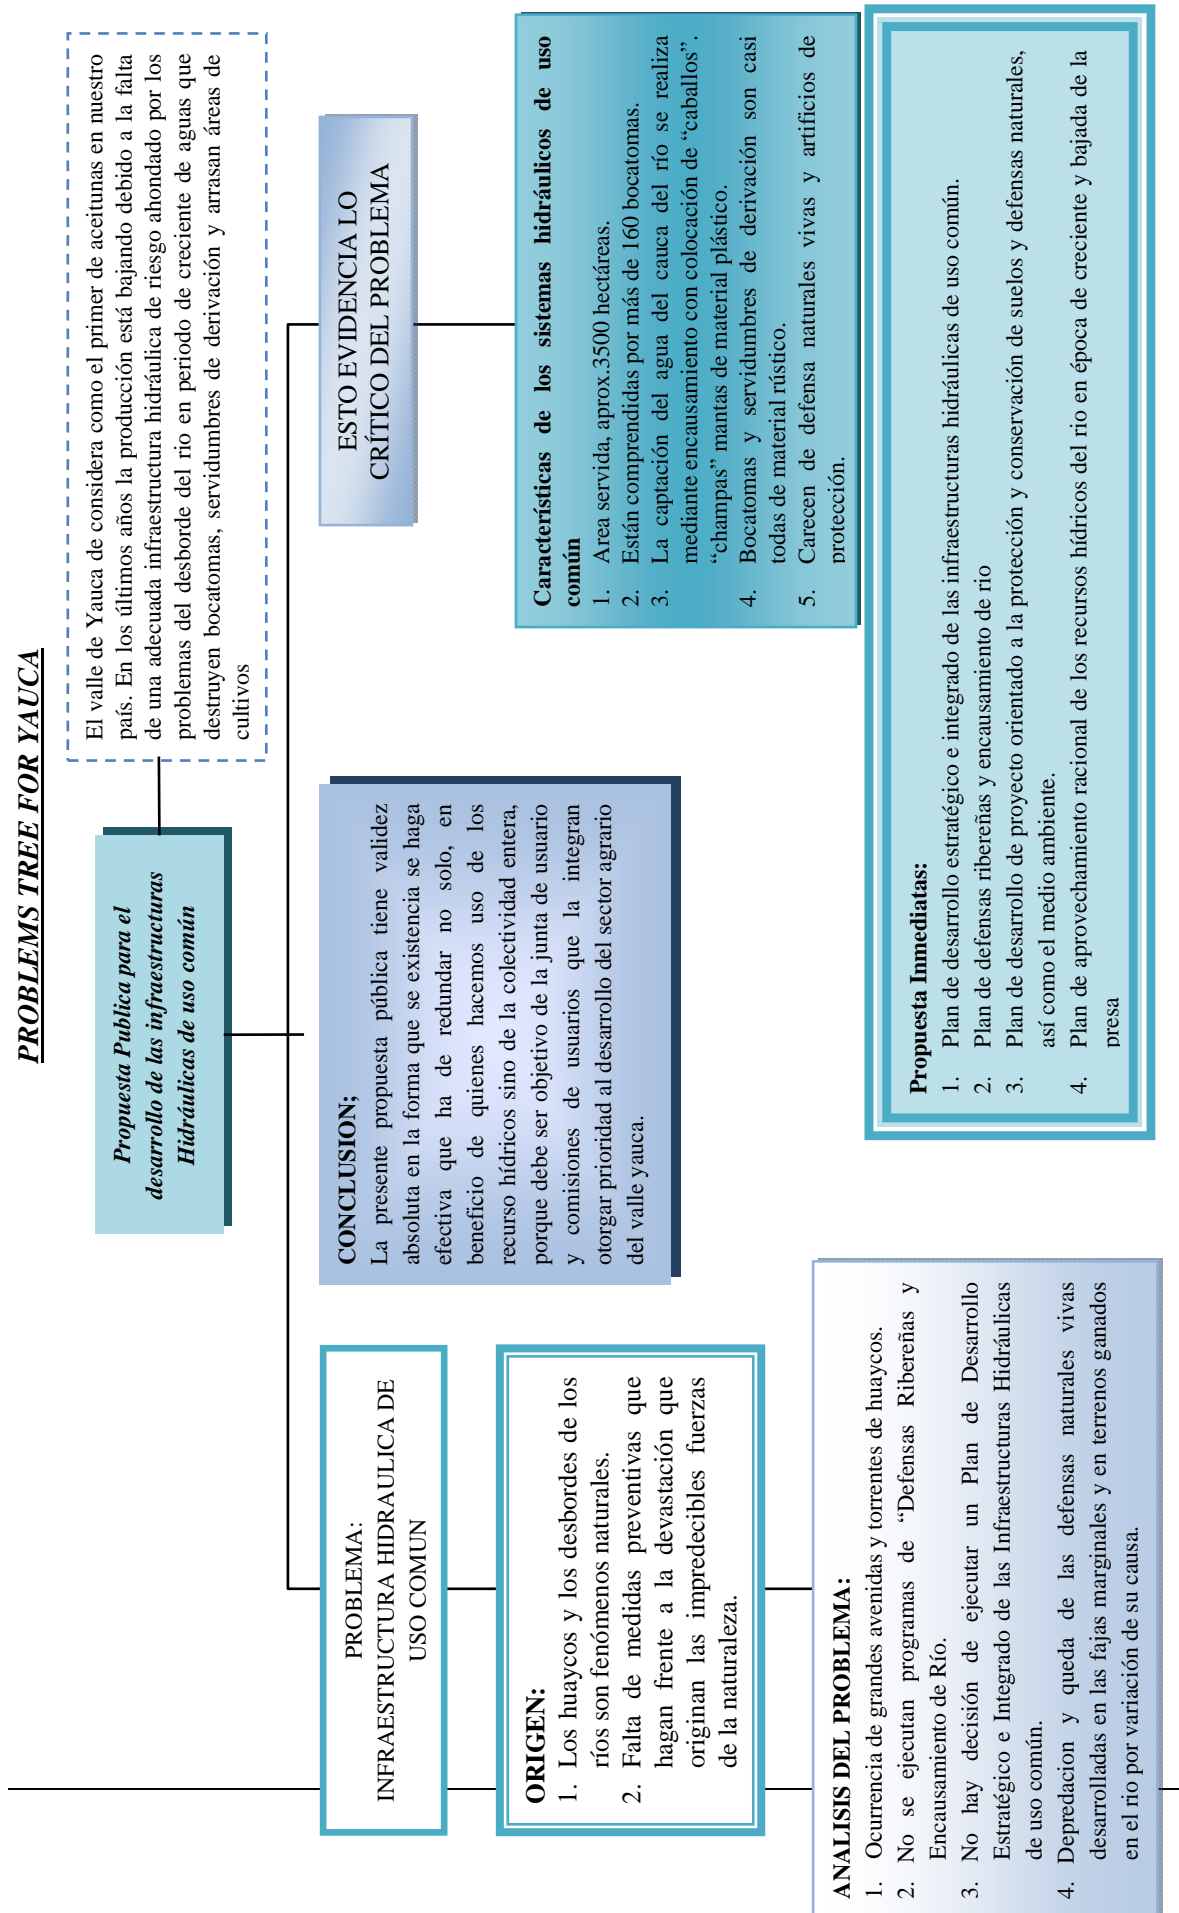 PROBLEMS TREE FOR YAUCA
Propuesta Publica para el
desarrollo de las infraestructuras
Hidráulicas de uso común
El valle de Yauca de considera como el primer de aceitunas en nuestro
país. En los últimos años la producción está bajando debido a la falta
de una adecuada infraestructura hidráulica de riesgo ahondado por los
problemas del desborde del rio en periodo de creciente de aguas que
destruyen bocatomas, servidumbres de derivación y arrasan áreas de
cultivos
PROBLEMA:
INFRAESTRUCTURA HIDRAULICA DE
USO COMUN
ORIGEN:
1. Los huaycos y los desbordes de los
ríos son fenómenos naturales.
2. Falta de medidas preventivas que
hagan frente a la devastación que
originan las impredecibles fuerzas
de la naturaleza.
ANALISIS DEL PROBLEMA:
1. Ocurrencia de grandes avenidas y torrentes de huaycos.
2. No se ejecutan programas de “Defensas Ribereñas y
Encausamiento de Río.
3. No hay decisión de ejecutar un Plan de Desarrollo
Estratégico e Integrado de las Infraestructuras Hidráulicas
de uso común.
4. Depredacion y queda de las defensas naturales vivas
desarrolladas en las fajas marginales y en terrenos ganados
en el rio por variación de su causa.
CONCLUSION;
La presente propuesta pública tiene validez
absoluta en la forma que se existencia se haga
efectiva que ha de redundar no solo, en
beneficio de quienes hacemos uso de los
recurso hídricos sino de la colectividad entera,
porque debe ser objetivo de la junta de usuario
y comisiones de usuarios que la integran
otorgar prioridad al desarrollo del sector agrario
del valle yauca.
ESTO EVIDENCIA LO
CRÍTICO DEL PROBLEMA
Características de los sistemas hidráulicos de uso
común
1. Area servida, aprox.3500 hectáreas.
2. Están comprendidas por más de 160 bocatomas.
3. La captación del agua del cauca del río se realiza
mediante encausamiento con colocación de “caballos”.
“champas” mantas de material plástico.
4. Bocatomas y servidumbres de derivación son casi
todas de material rústico.
5. Carecen de defensa naturales vivas y artificios de
protección.
Propuesta Inmediatas:
1. Plan de desarrollo estratégico e integrado de las infraestructuras hidráulicas de uso común.
2. Plan de defensas ribereñas y encausamiento de rio
3. Plan de desarrollo de proyecto orientado a la protección y conservación de suelos y defensas naturales,
así como el medio ambiente.
4. Plan de aprovechamiento racional de los recursos hídricos del rio en época de creciente y bajada de la
presa